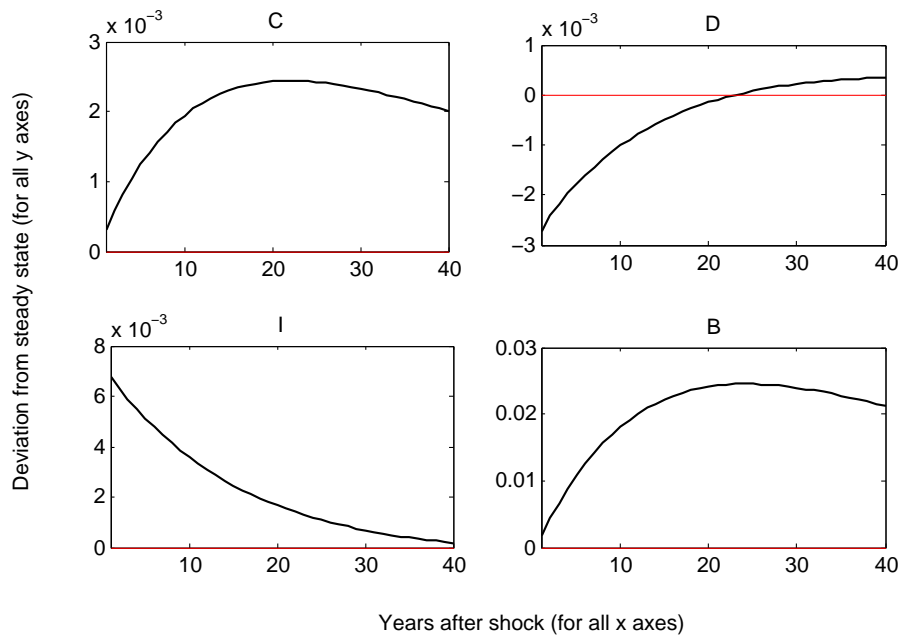 C
x 10⁻³
3
2
1
0
10 20 30 40
D
x 10⁻³
1
0
−1
−2
−3
10 20 30 40
I
x 10⁻³
8
6
4
2
0
0 10 20 30 40
B
0.03
0.02
0.01
0
10 20 30 40
Deviation from steady state (for all y axes)
Years after shock (for all x axes)